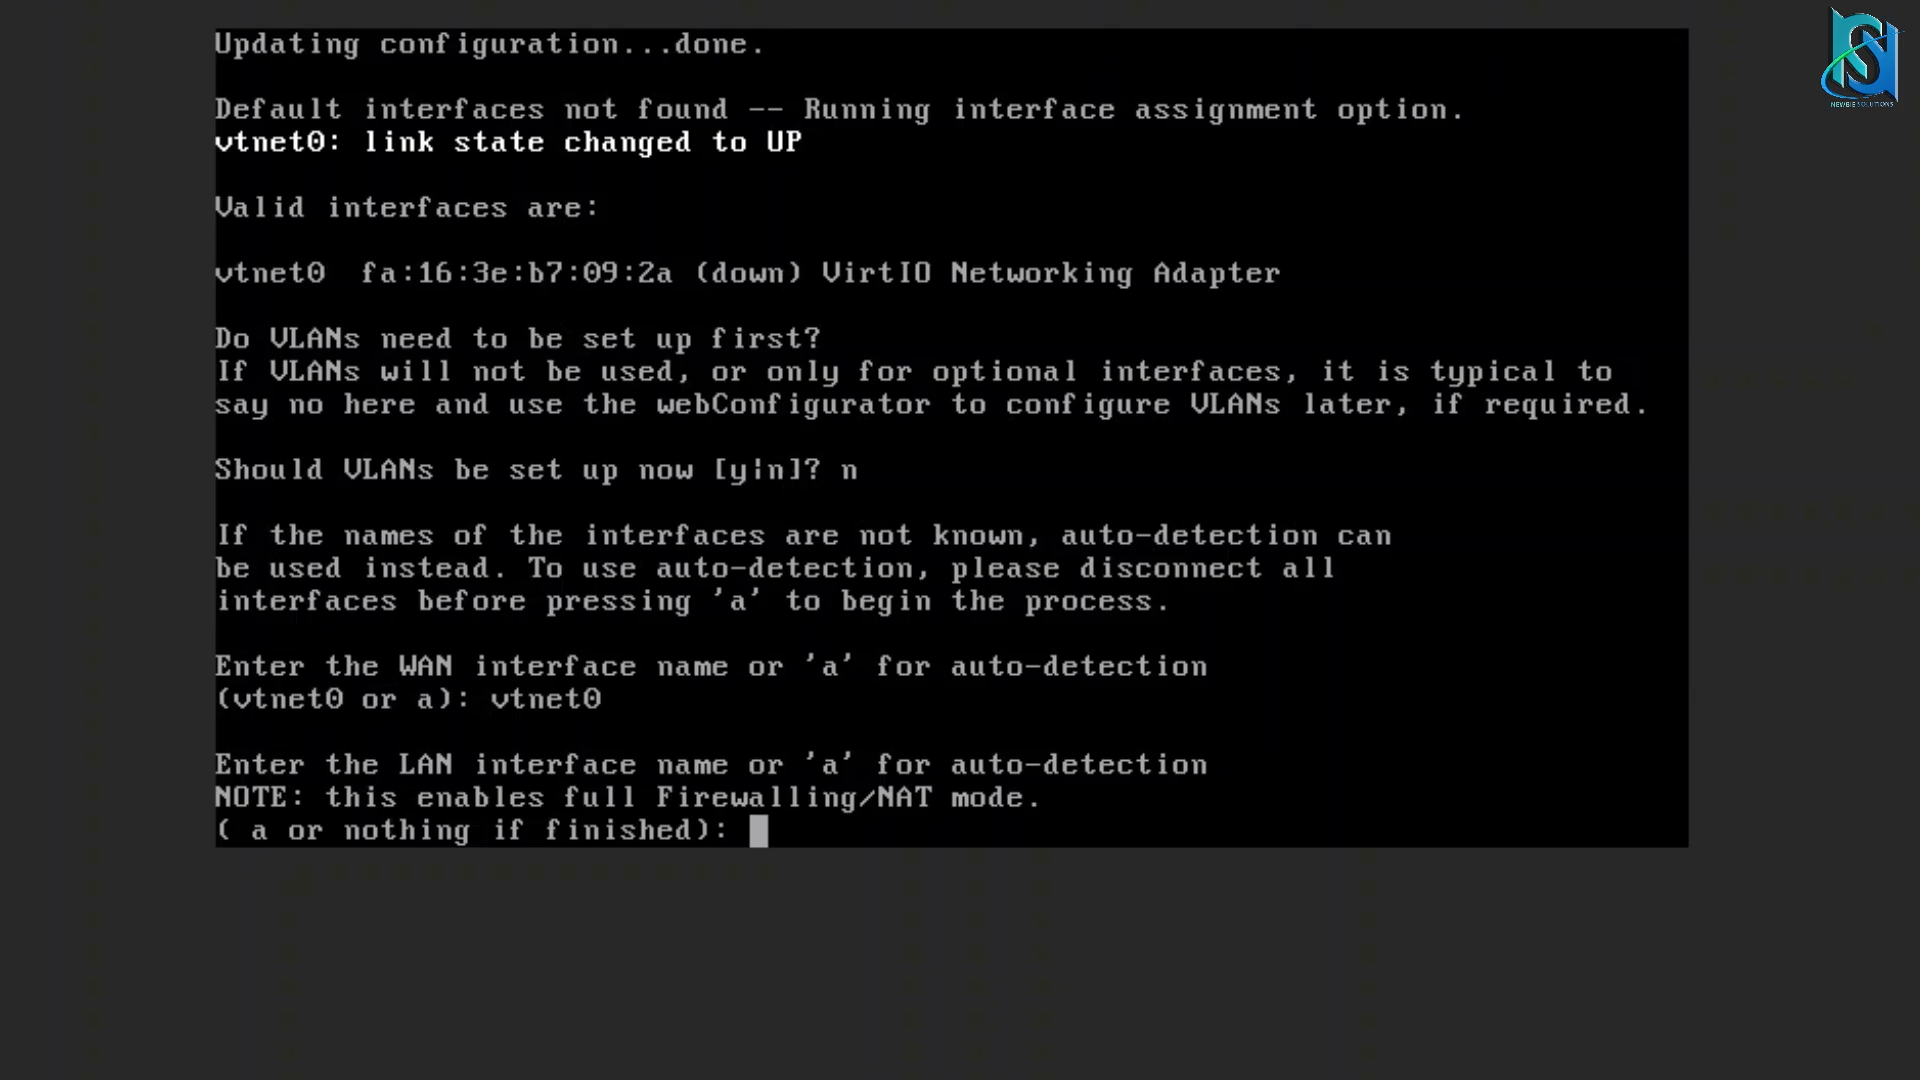 Updating configuration...done.
Default interfaces not found -- Running interface assignment option.
vtnet0: link state changed to UP
Valid interfaces are:
vtnet0  fa:16:3e:b7:09:2a (down) VirtIO Networking Adapter
Do VLANs need to be set up first?
If VLANs will not be used, or only for optional interfaces, it is typical to
say no here and use the webConfigurator to configure VLANs later, if required.
Should VLANs be set up now [y|n]? n
If the names of the interfaces are not known, auto-detection can
be used instead. To use auto-detection, please disconnect all
interfaces before pressing 'a' to begin the process.
Enter the WAN interface name or 'a' for auto-detection
(vtnet0 or a): vtnet0
Enter the LAN interface name or 'a' for auto-detection
NOTE: this enables full Firewalling/NAT mode.
( a or nothing if finished):
NEWBIE SOLUTIONS